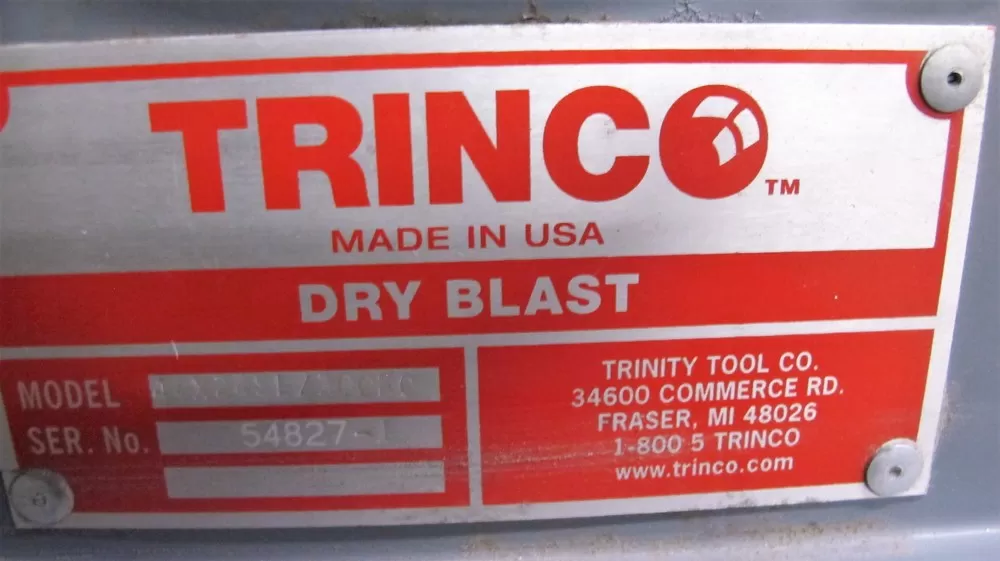 TRINCO TM
MADE IN USA
DRY BLAST
MODEL
SER. No. 54827-
TRINITY TOOL CO.
34600 COMMERCE RD.
FRASER, MI 48026
1-800 5 TRINCO
www.trinco.com